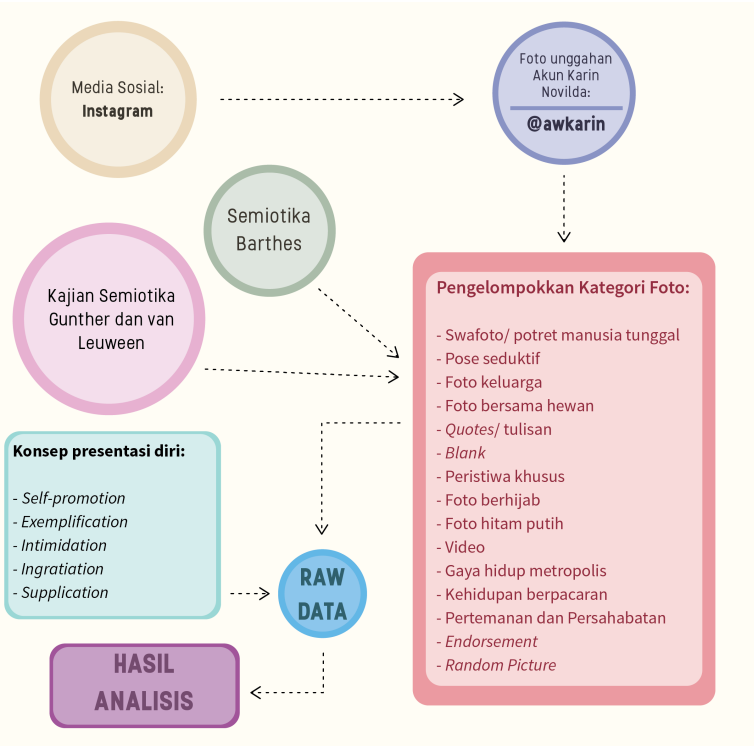 Media Sosial:
Instagram
Foto unggahan
Akun Karin
Novilda:
@awkarin
Semiotika
Barthes
Kajian Semiotika
Gunther dan van
Leuween
Pengelompokkan Kategori Foto:
- Swafoto/ potret manusia tunggal
- Pose seduktif
- Foto keluarga
- Foto bersama hewan
- Quotes/ tulisan
- Blank
- Peristiwa khusus
- Foto berhijab
- Foto hitam putih
- Video
- Gaya hidup metropolis
- Kehidupan berpacaran
- Pertemanan dan Persahabatan
- Endorsement
- Random Picture
Konsep presentasi diri:
- Self-promotion
- Exemplification
- Intimidation
- Ingratiation
- Supplication
RAW
DATA
HASIL
ANALISIS